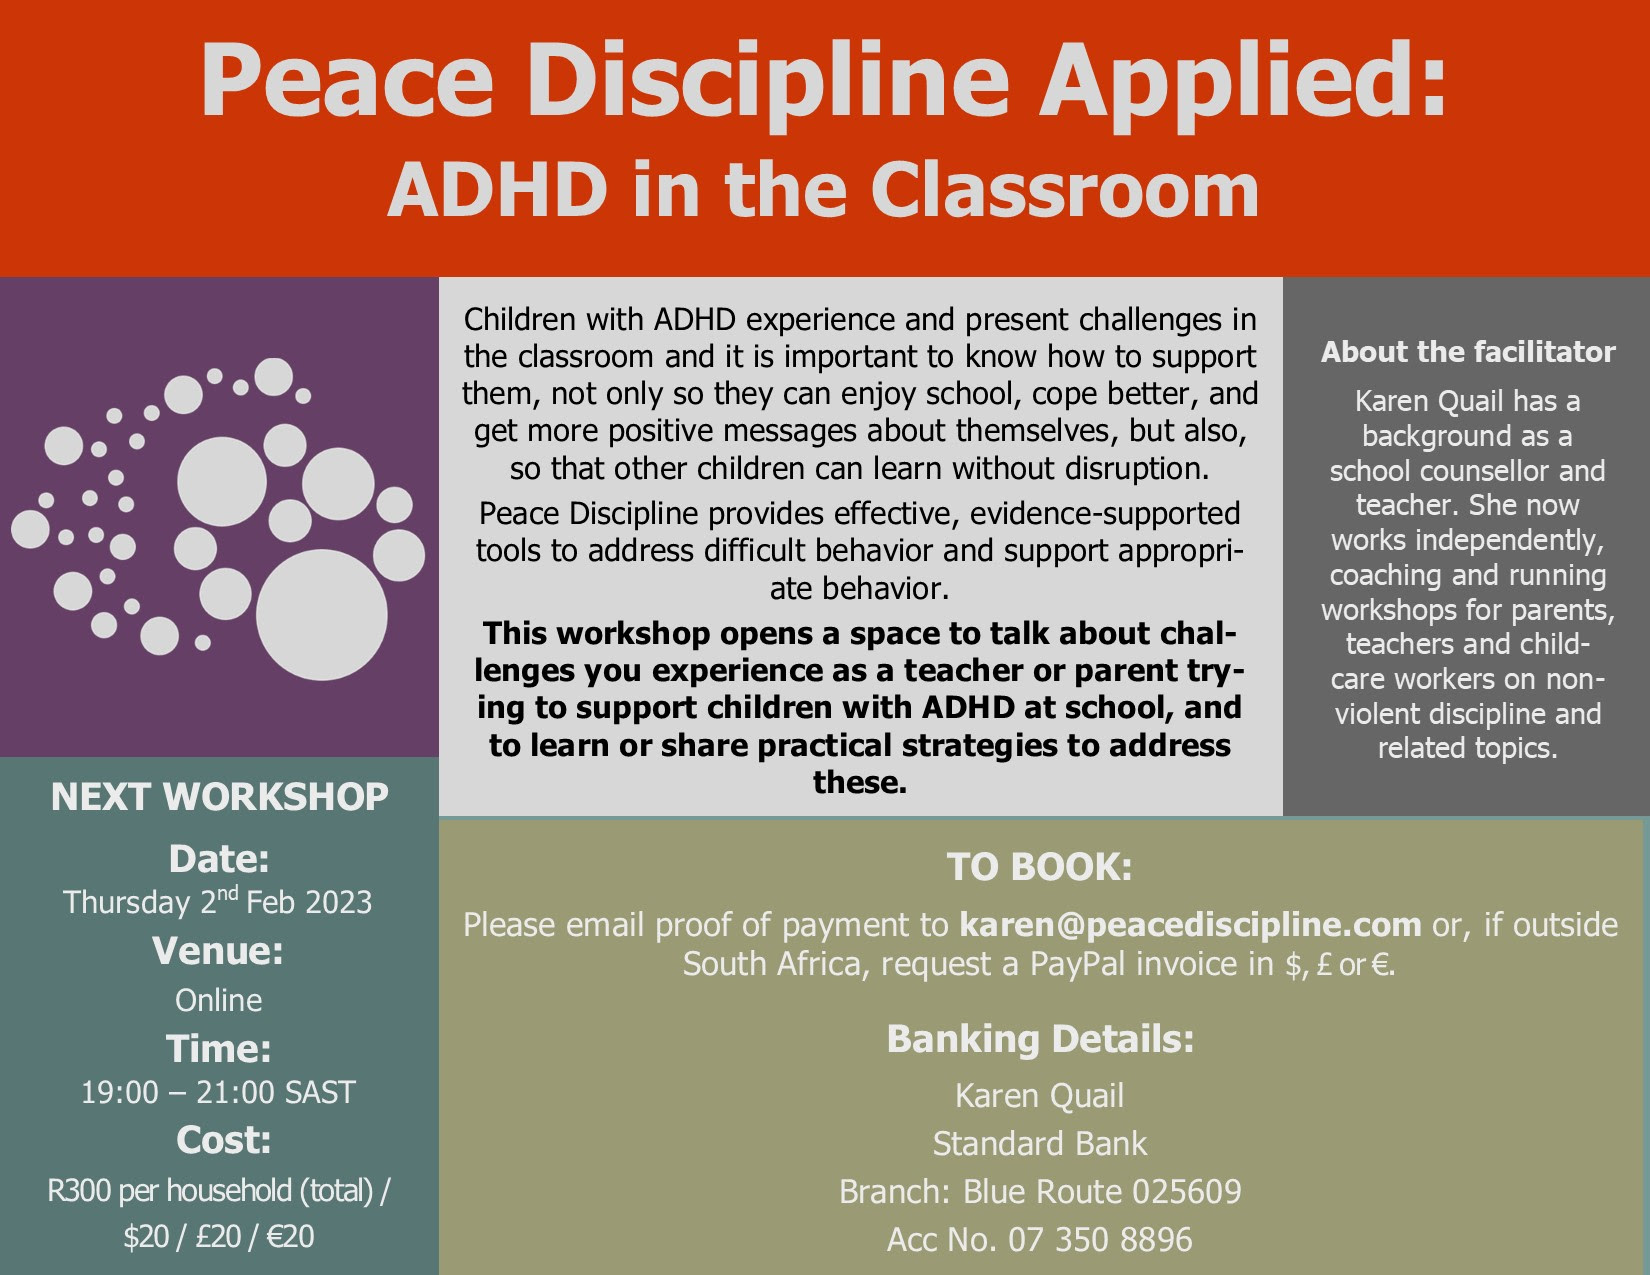 Peace Discipline Applied:
ADHD in the Classroom
Children with ADHD experience and present challenges in
the classroom and it is important to know how to support
them, not only so they can enjoy school, cope better, and
get more positive messages about themselves, but also,
so that other children can learn without disruption.
Peace Discipline provides effective, evidence-supported
tools to address difficult behavior and support appropri-
ate behavior.
This workshop opens a space to talk about chal-
lenges you experience as a teacher or parent try-
ing to support children with ADHD at school, and
to learn or share practical strategies to address
these.
About the facilitator
Karen Quail has a
background as a
school counsellor and
teacher. She now
works independently,
coaching and running
workshops for parents,
teachers and child-
care workers on non-
violent discipline and
related topics.
NEXT WORKSHOP
Date:
Thursday 2nd Feb 2023
Venue:
Online
Time:
19:00 – 21:00 SAST
Cost:
R300 per household (total) /
$20 / £20 / €20
TO BOOK:
Please email proof of payment to karen@peacediscipline.com or, if outside
South Africa, request a PayPal invoice in $, £ or €.
Banking Details:
Karen Quail
Standard Bank
Branch: Blue Route 025609
Acc No. 07 350 8896